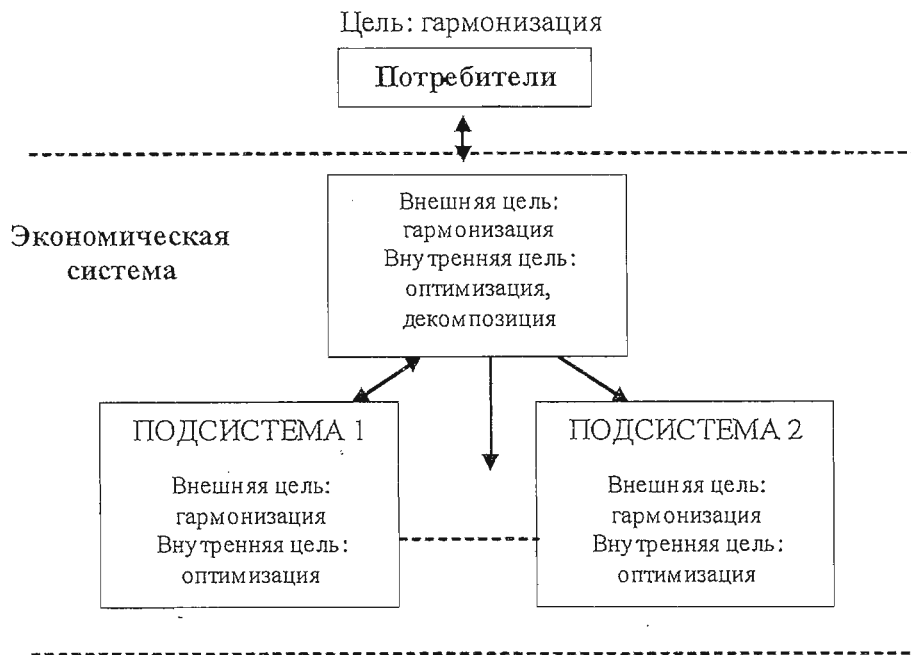 Цель: гармонизация
Потребители
Экономическая
система
Внешняя цель:
гармонизация
Внутренняя цель:
оптимизация,
декомпозиция
ПОДСИСТЕМА 1
Внешняя цель:
гармонизация
Внутренняя цель:
оптимизация
ПОДСИСТЕМА 2
Внешняя цель:
гармонизация
Внутренняя цель:
оптимизация